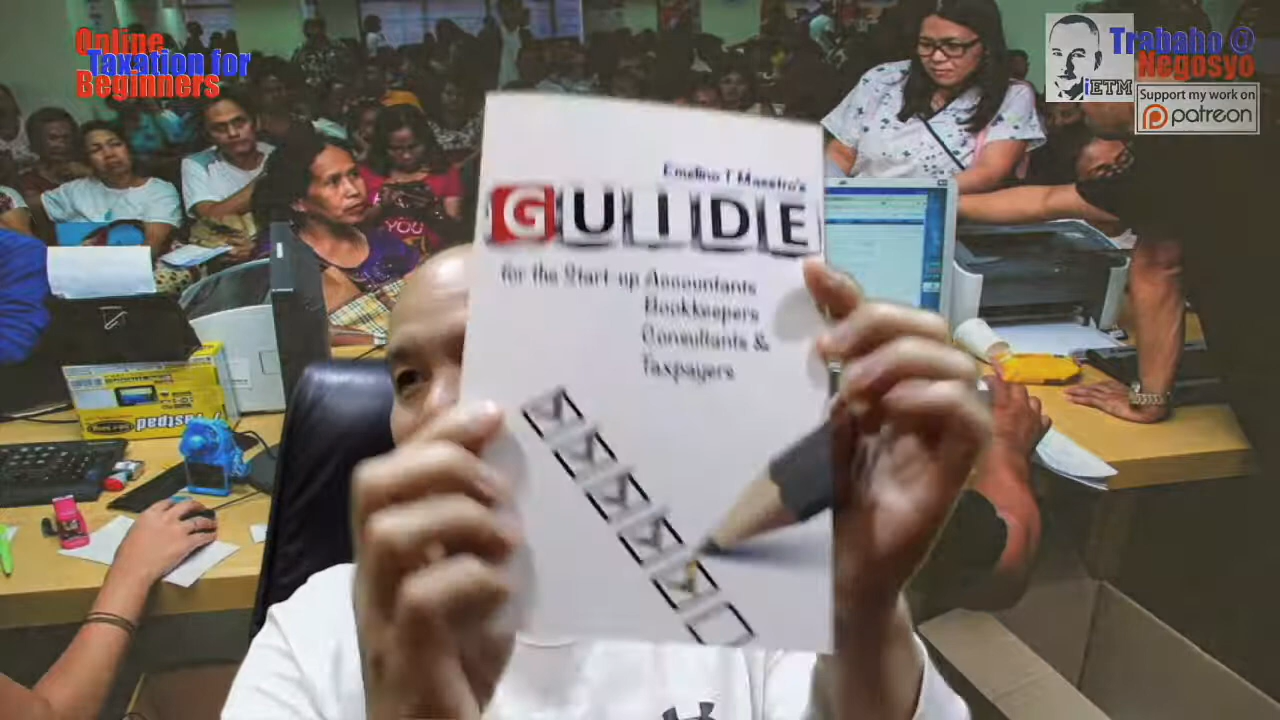 Online
Taxation for
Beginners
Trabaho @
Negosyo
iETM
Support my work on
patreon
Emelino T Maestro's
GUIDE
for the Start-up Accountants
Bookkeepers
Consultants &
Taxpayers
YOU
Fastpad